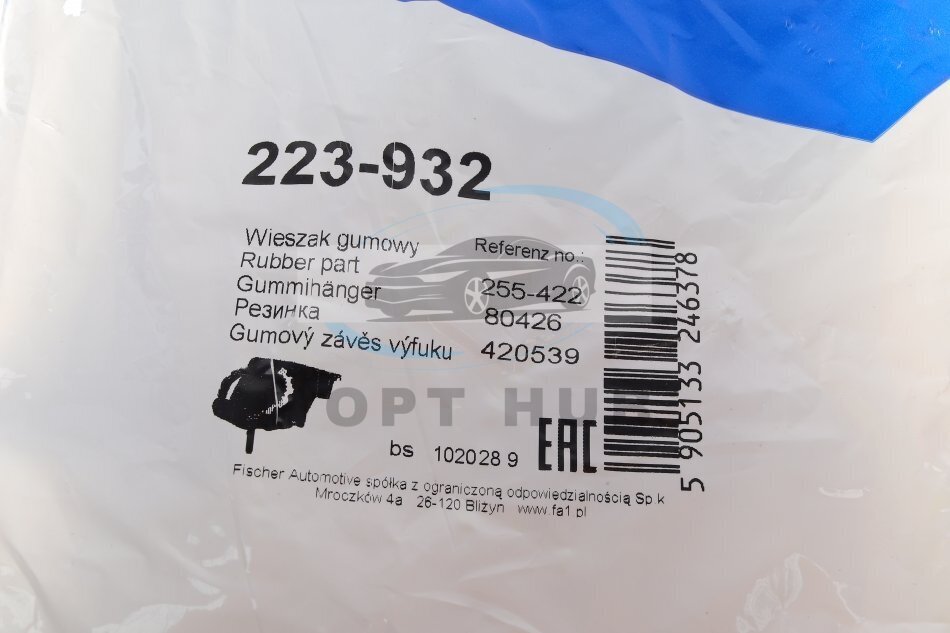 223-932
Wieszak gumowy
Rubber part
Gummihänger
Резинка
Gumový závěs výfuku
Referenz no.:
255-422
80426
420539
OPT HUB
bs 102028 9
EAC
5 905133 246378
Fischer Automotive spółka z ograniczoną odpowiedzialnością Sp k
Mroczków 4a 26-120 Bliżyn www.fa1.pl